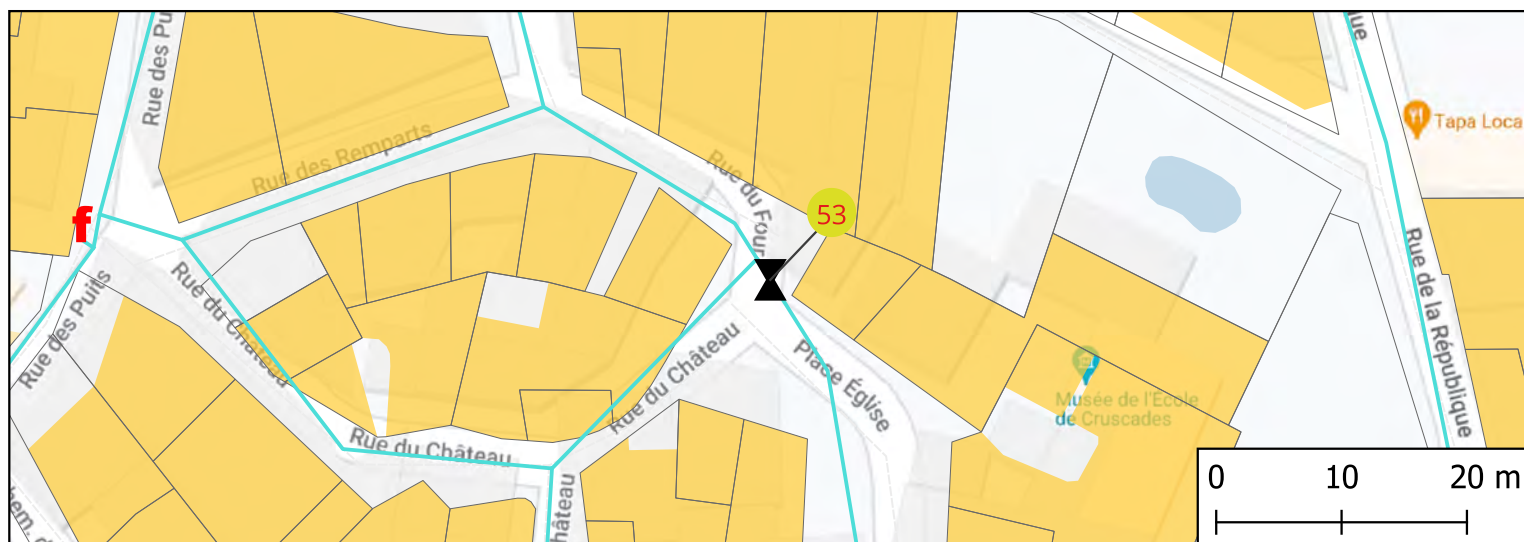 Rue des Pu
Rue des Remparts
Rue du Four
53
ue
Tapa Loca
f
Rue des Puits
Rue du Château
Rue du Château
Rue du Château
Place Église
Musée de l'École
de Cruscades
Rue de la République
hem. d
hâteau
0 10 20 m